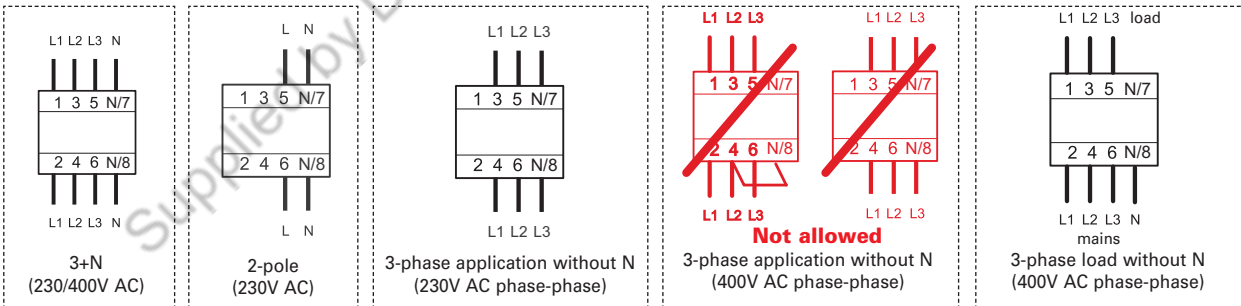 L1 L2 L3 N
1 3 5 N/7
2 4 6 N/8
L1 L2 L3 N
3+N
(230/400V AC)
L N
1 3 5 N/7
2 4 6 N/8
L N
2-pole
(230V AC)
L1 L2 L3
1 3 5 N/7
2 4 6 N/8
L1 L2 L3
3-phase application without N
(230V AC phase-phase)
L1 L2 L3
1 3 5 N/7
2 4 6 N/8
L1 L2 L3
L1 L2 L3
1 3 5 N/7
2 4 6 N/8
L1 L2 L3
Not allowed
3-phase application without N
(400V AC phase-phase)
L1 L2 L3 load
1 3 5 N/7
2 4 6 N/8
L1 L2 L3 N
mains
3-phase load without N
(400V AC phase-phase)
Supplied by